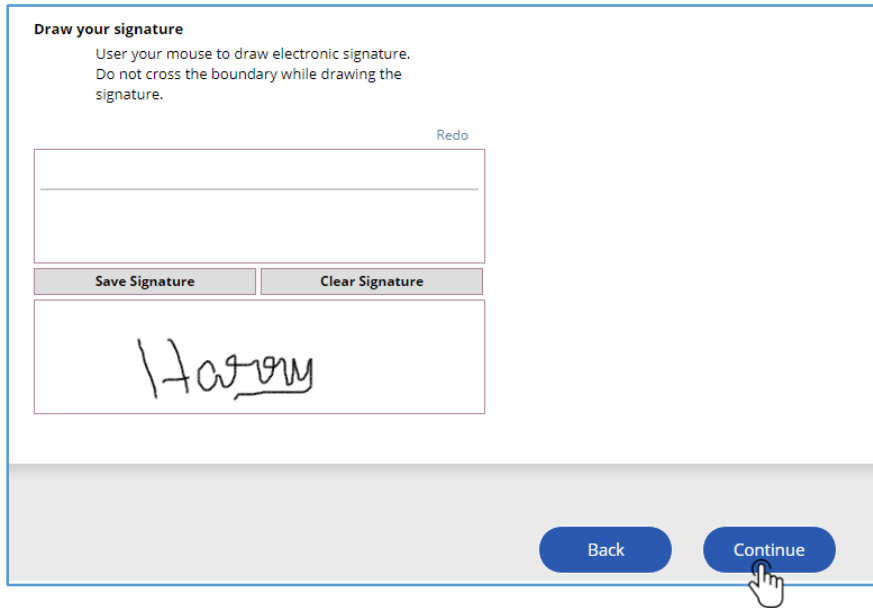 Draw your signature
User your mouse to draw electronic signature.
Do not cross the boundary while drawing the
signature.
Redo
Save Signature Clear Signature
Harry
Back Continue